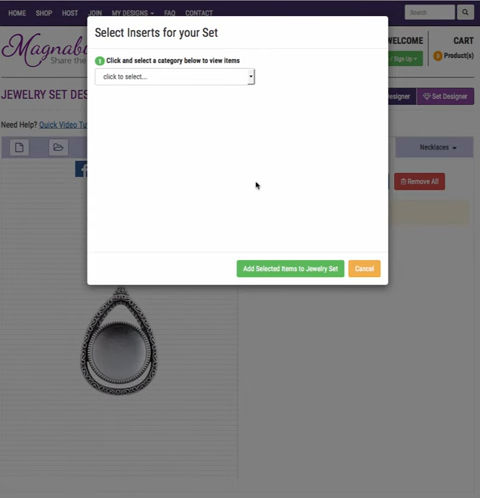 HOME SHOP HOST JOIN MY DESIGNS FAQ CONTACT
Search
Select Inserts for your Set
Magnab
Share the
WELCOME
CART
Sign Up
Product(s)
1 Click and select a category below to view items
click to select...
JEWELRY SET DES
esigner
Set Designer
Need Help? Quick Video Tu
Necklaces
Remove All
Add Selected Items to Jewelry Set
Cancel